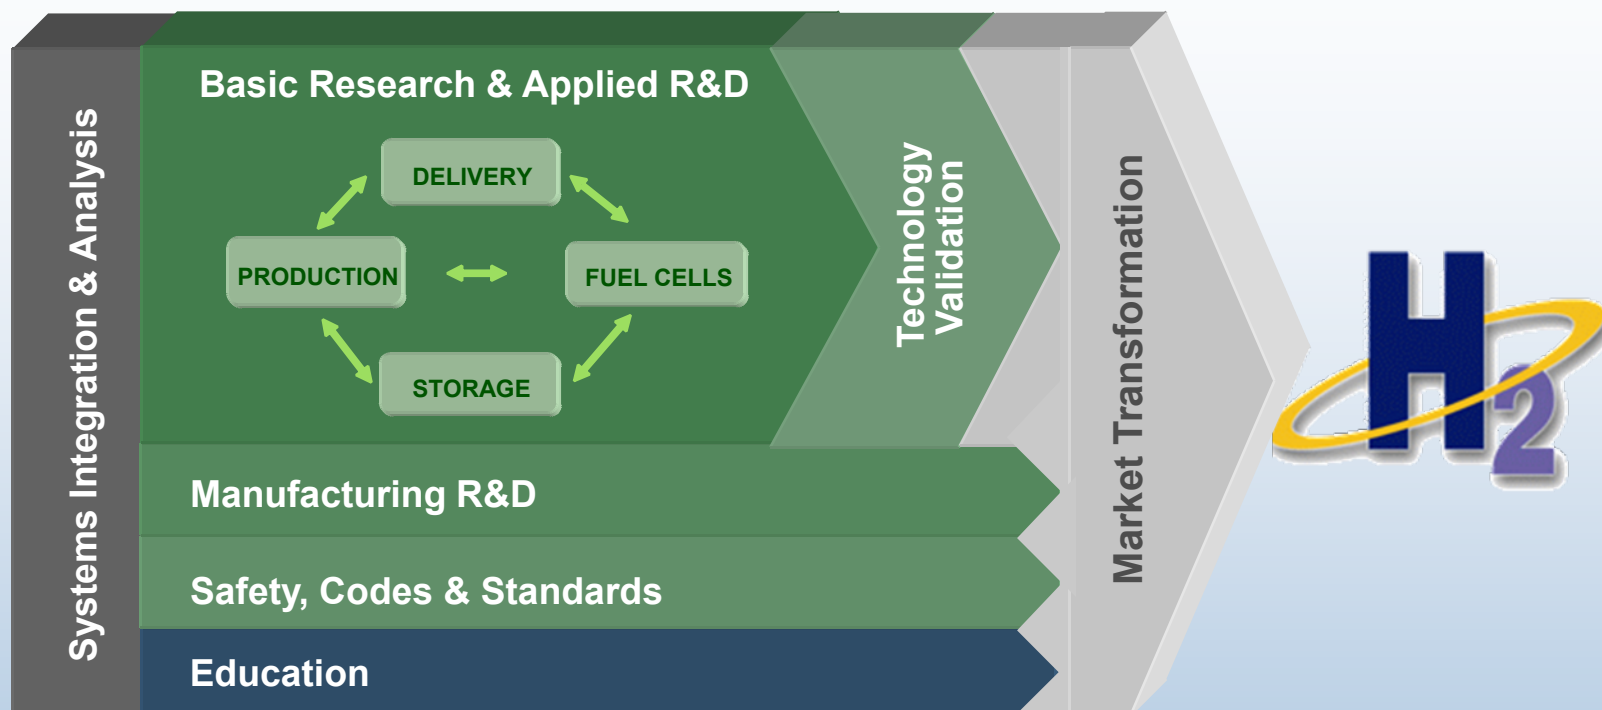 Systems Integration & Analysis
Basic Research & Applied R&D
DELIVERY
PRODUCTION
FUEL CELLS
STORAGE
Technology
Validation
Manufacturing R&D
Safety, Codes & Standards
Education
Market Transformation
H2